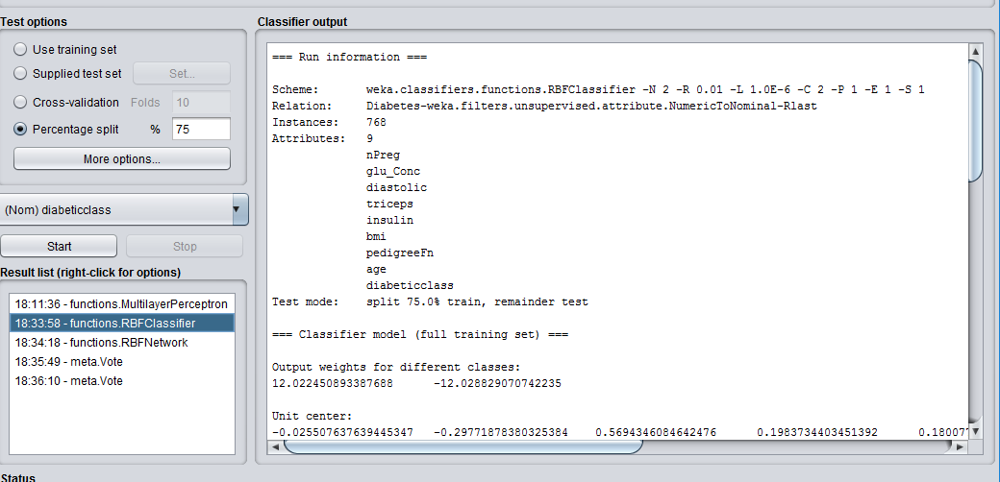 Test options
Use training set
Supplied test set Set...
Cross-validation Folds 10
Percentage split % 75
More options...
(Nom) diabeticclass
Start Stop
Result list (right-click for options)
18:11:36 - functions.MultilayerPerceptron
18:33:58 - functions.RBFClassifier
18:34:18 - functions.RBFNetwork
18:35:49 - meta.Vote
18:36:10 - meta.Vote
Status
Classifier output
=== Run information ===
Scheme: weka.classifiers.functions.RBFClassifier -N 2 -R 0.01 -L 1.0E-6 -C 2 -P 1 -E 1 -S 1
Relation: Diabetes-weka.filters.unsupervised.attribute.NumericToNominal-Rlast
Instances: 768
Attributes: 9
nPreg
glu_Conc
diastolic
triceps
insulin
bmi
pedigreeFn
age
diabeticclass
Test mode: split 75.0% train, remainder test
=== Classifier model (full training set) ===
Output weights for different classes:
12.022450893387688 -12.028829070742235
Unit center:
-0.025507637639445347 -0.29771878380325384 0.5694346084642476 0.1983734403451392 0.18007